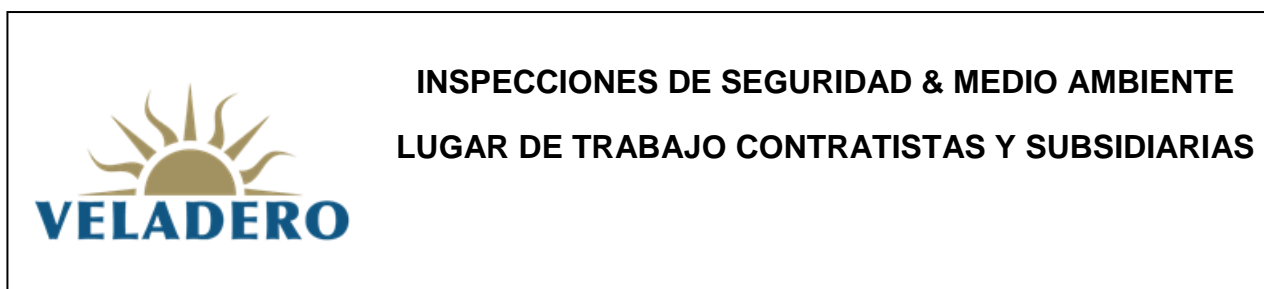 INSPECCIONES DE SEGURIDAD & MEDIO AMBIENTE
LUGAR DE TRABAJO CONTRATISTAS Y SUBSIDIARIAS
VELADERO